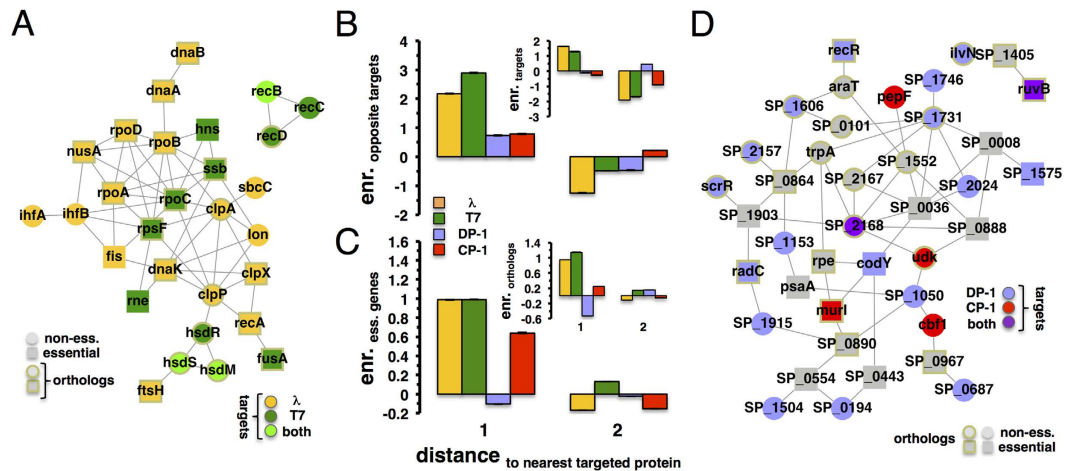 A
dnaB
dnaA
recB
recC
recD
rpoD
rpoB
hns
nusA
ssb
rpoA
rpoC
clpA
sbcC
ihfA
ihfB
rpsF
lon
fis
dnaK
clpX
rne
clpP
recA
hsdR
fusA
hsdS
hsdM
ftsH
non-ess.
essential
orthologs
targets
λ
T7
both
B
enr. opposite targets
4
3
2
1
0
-1
-2
enr. targets
2
1
0
-1
-2
-3
λ
T7
DP-1
CP-1
C
enr. ess. genes
1.6
1.4
1.2
1
0.8
0.6
0.4
0.2
0
-0.2
enr. orthologs
1.4
1
0.6
0.2
-0.2
-0.6
1 2
1 2
distance to nearest targeted protein
D
recR
ilvN
SP_1405
araT
pepF
SP_1746
ruvB
SP_1606
SP_0101
SP_1731
SP_2157
trpA
SP_1552
SP_0008
SP_0864
SP_2167
SP_2024
SP_1575
scrR
SP_0036
SP_1903
SP_2168
SP_0888
SP_1153
radC
rpe
codY
udk
psaA
SP_1050
DP-1
CP-1
both
targets
murI
cbf1
SP_1915
SP_0890
SP_0967
SP_0554
SP_0443
SP_0687
SP_1504
SP_0194
orthologs
non-ess.
essential